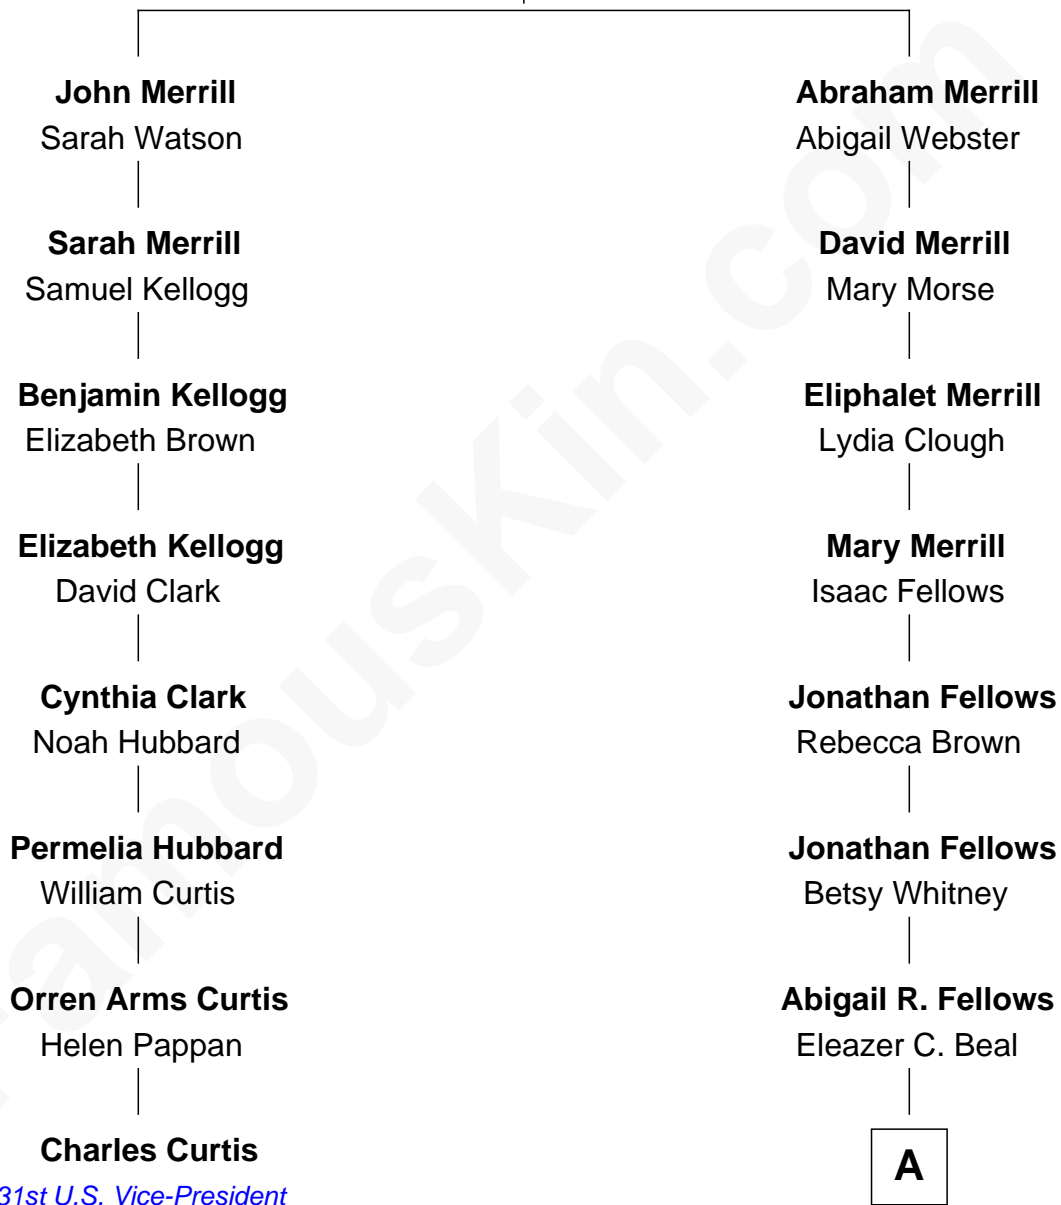 John Merrill
Sarah Watson
Abraham Merrill
Abigail Webster
Sarah Merrill
Samuel Kellogg
David Merrill
Mary Morse
Benjamin Kellogg
Elizabeth Brown
Eliphalet Merrill
Lydia Clough
Elizabeth Kellogg
David Clark
Mary Merrill
Isaac Fellows
Cynthia Clark
Noah Hubbard
Jonathan Fellows
Rebecca Brown
Permelia Hubbard
William Curtis
Jonathan Fellows
Betsy Whitney
Orren Arms Curtis
Helen Pappan
Abigail R. Fellows
Eleazer C. Beal
Charles Curtis
31st U.S. Vice-President
A
FamousKin.com